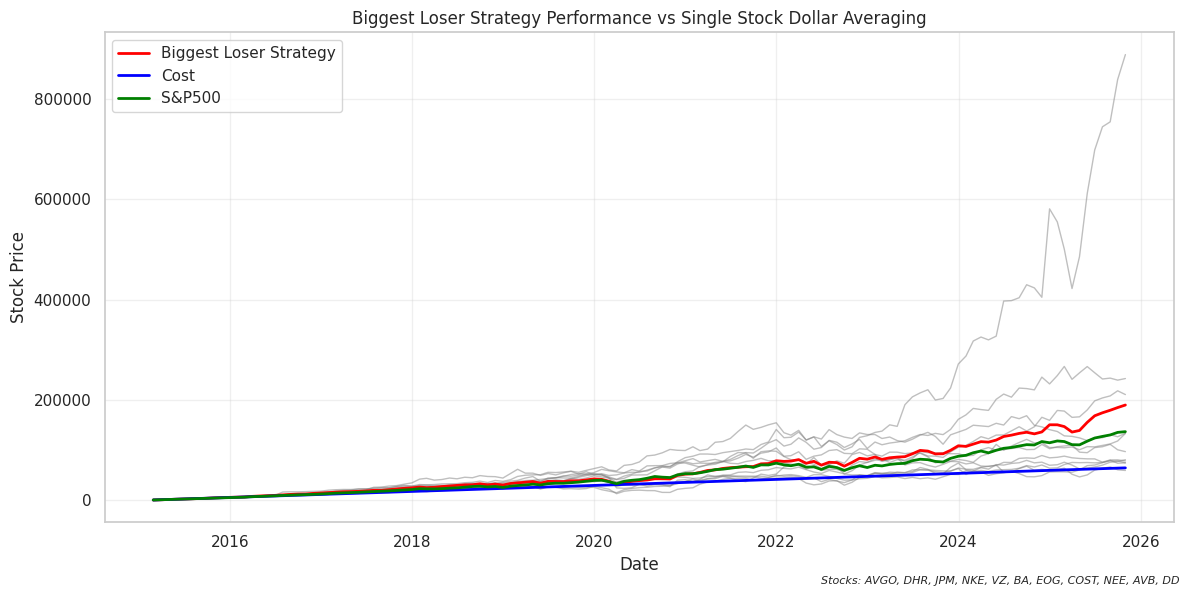 Biggest Loser Strategy Performance vs Single Stock Dollar Averaging
Biggest Loser Strategy
Cost
S&P500
Stock Price
800000
600000
400000
200000
0
2016
2018
2020
2022
2024
2026
Date
Stocks: AVGO, DHR, JPM, NKE, VZ, BA, EOG, COST, NEE, AVB, DD